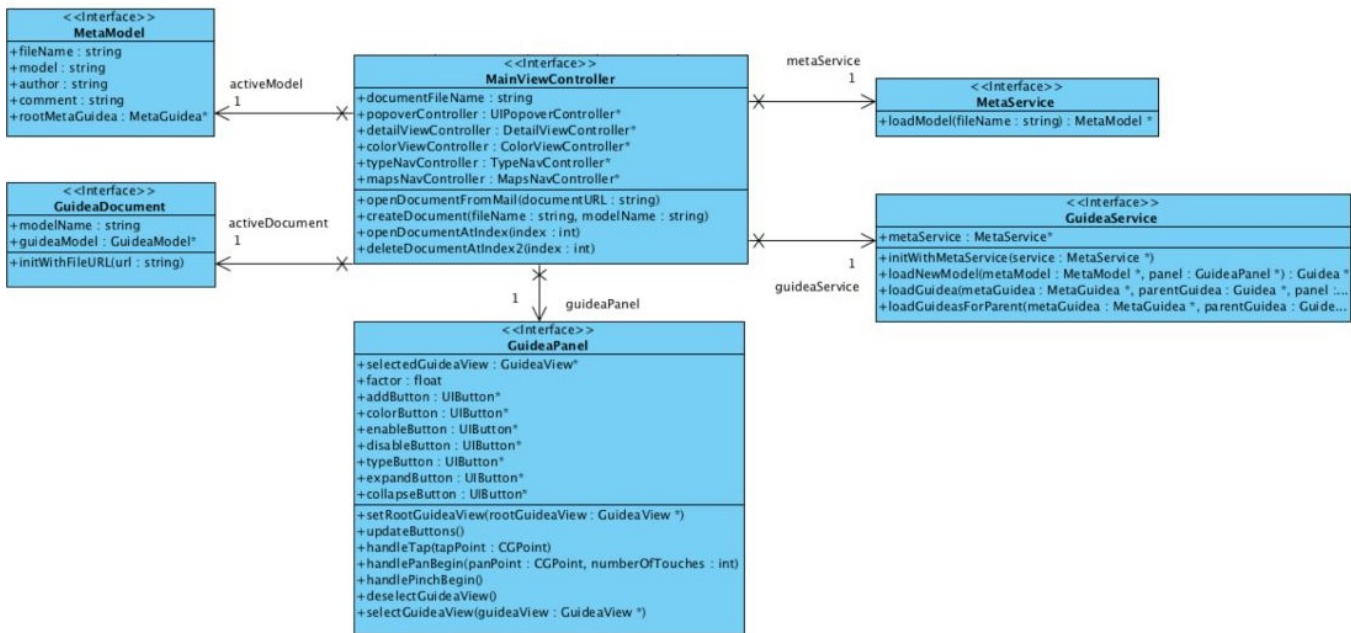 <<Interface>>
MetaModel
+fileName : string
+model : string
+author : string
+comment : string
+rootMetaGuidea : MetaGuidea*
activeModel
1
<<Interface>>
MainViewController
+documentFileName : string
+popoverController : UIPopoverController*
+detailViewController : DetailViewController*
+colorViewController : ColorViewController*
+typeNavController : TypeNavController*
+mapsNavController : MapsNavController*
+openDocumentFromMail(documentURL : string)
+createDocument(fileName : string, modelName : string)
+openDocumentAtIndex(index : int)
+deleteDocumentAtIndex2(index : int)
metaService
1
<<Interface>>
MetaService
+loadModel(fileName : string) : MetaModel *
<<Interface>>
GuideaDocument
+modelName : string
+guideaModel : GuideaModel*
+initWithFileURL(url : string)
activeDocument
1
<<Interface>>
GuideaService
+metaService : MetaService*
+initWithMetaService(service : MetaService *)
+loadNewModel(metaModel : MetaModel *, panel : GuideaPanel *) : Guidea *
+loadGuidea(metaGuidea : MetaGuidea *, parentGuidea : Guidea *, panel :...
+loadGuideasForParent(metaGuidea : MetaGuidea *, parentGuidea : Guide...
1
guideaService
1
guideaPanel
<<Interface>>
GuideaPanel
+selectedGuideaView : GuideaView*
+factor : float
+addButton : UIButton*
+colorButton : UIButton*
+enableButton : UIButton*
+disableButton : UIButton*
+typeButton : UIButton*
+expandButton : UIButton*
+collapseButton : UIButton*
+setRootGuideaView(rootGuideaView : GuideaView *)
+updateButtons()
+handleTap(tapPoint : CGPoint)
+handlePanBegin(panPoint : CGPoint, numberOfTouches : int)
+handlePinchBegin()
+deselectGuideaView()
+selectGuideaView(guideaView : GuideaView *)